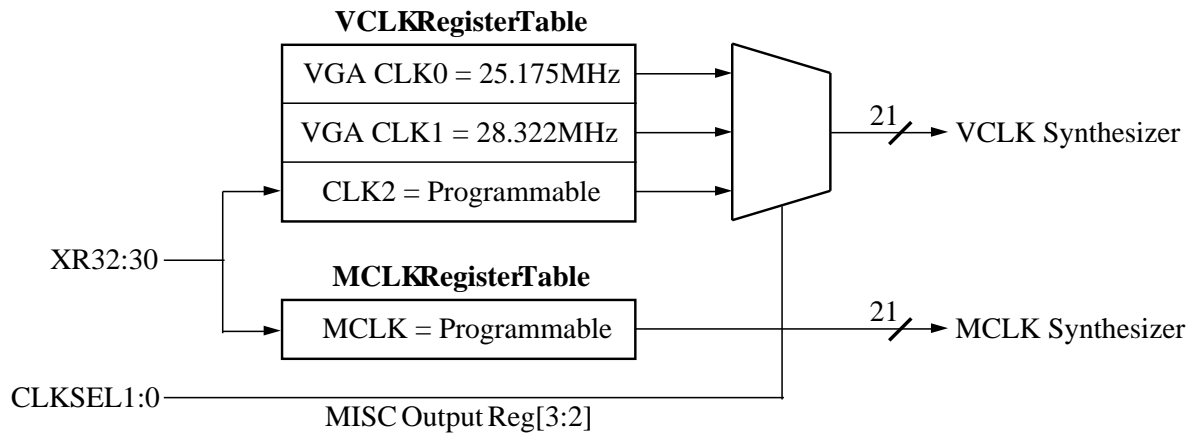 VCLKRegisterTable
VGA CLK0 = 25.175MHz
VGA CLK1 = 28.322MHz
21
VCLK Synthesizer
CLK2 = Programmable
XR32:30
MCLKRegisterTable
MCLK = Programmable
21
MCLK Synthesizer
CLKSEL1:0
MISC Output Reg[3:2]